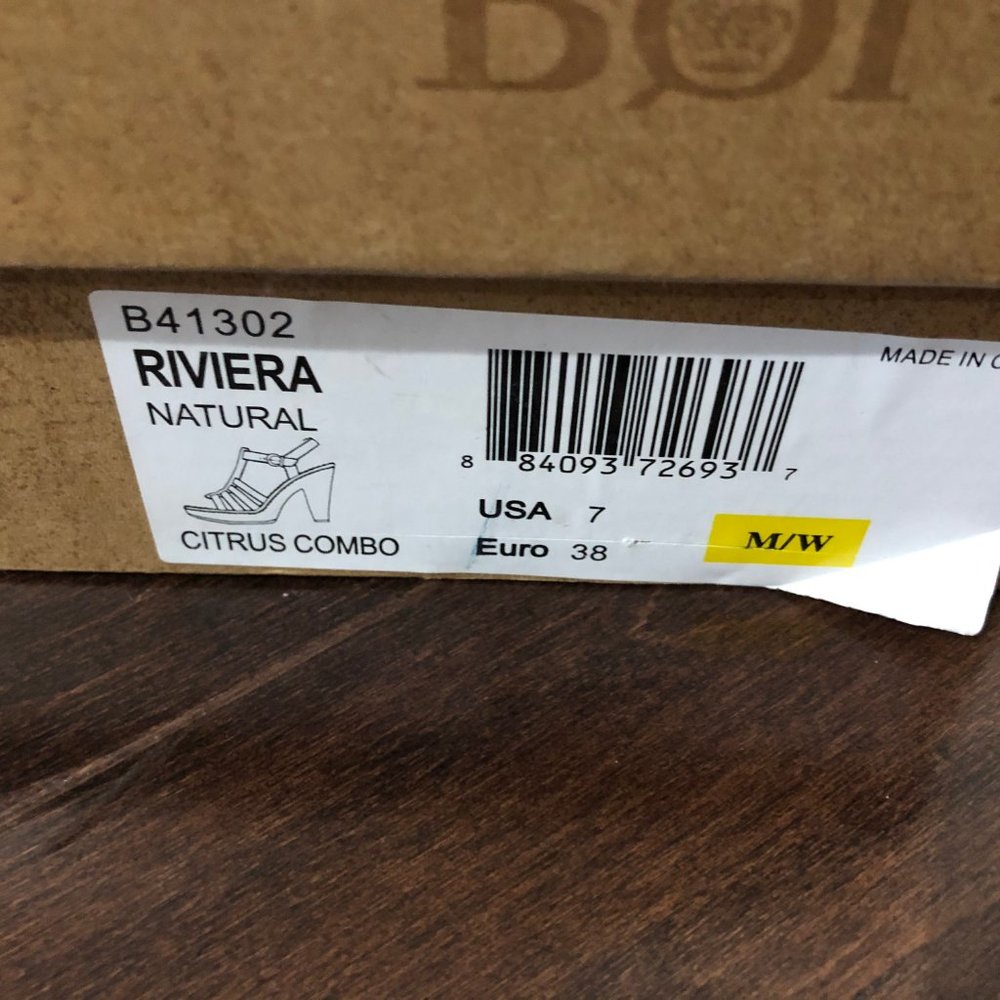 B41302
RIVIERA
NATURAL
CITRUS COMBO
8 84093 72693 7
USA 7
Euro 38
M/W
MADE IN